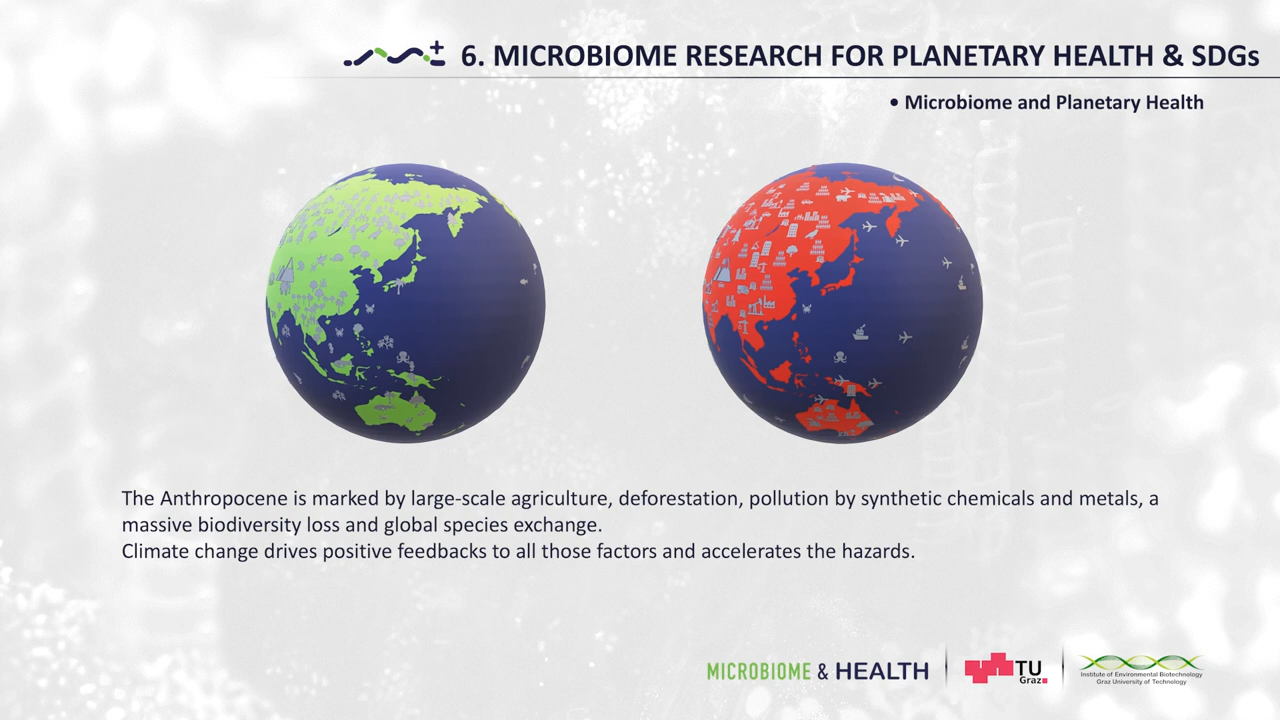 6. MICROBIOME RESEARCH FOR PLANETARY HEALTH & SDGs
• Microbiome and Planetary Health
The Anthropocene is marked by large-scale agriculture, deforestation, pollution by synthetic chemicals and metals, a
massive biodiversity loss and global species exchange.
Climate change drives positive feedbacks to all those factors and accelerates the hazards.
MICROBIOME & HEALTH
TU
Graz
Institute of Environmental Biotechnology
Graz University of Technology